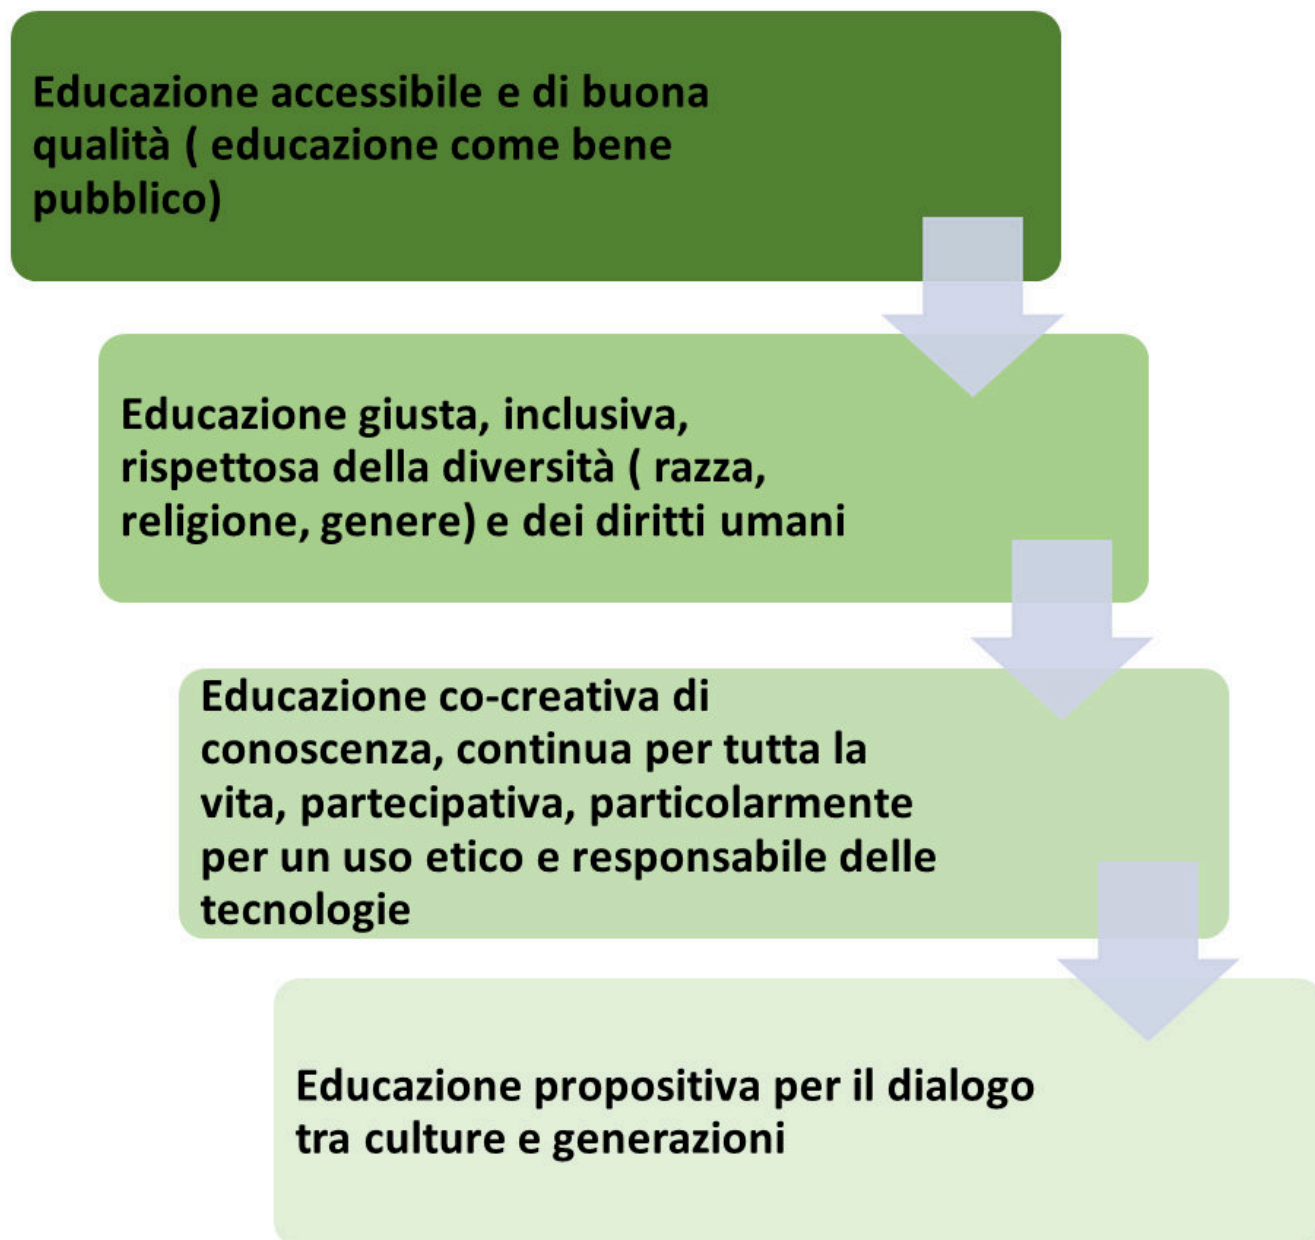 Educazione accessibile e di buona
qualità ( educazione come bene
pubblico)
Educazione giusta, inclusiva,
rispettosa della diversità ( razza,
religione, genere) e dei diritti umani
Educazione co-creativa di
conoscenza, continua per tutta la
vita, partecipativa, particolarmente
per un uso etico e responsabile delle
tecnologie
Educazione propositiva per il dialogo
tra culture e generazioni